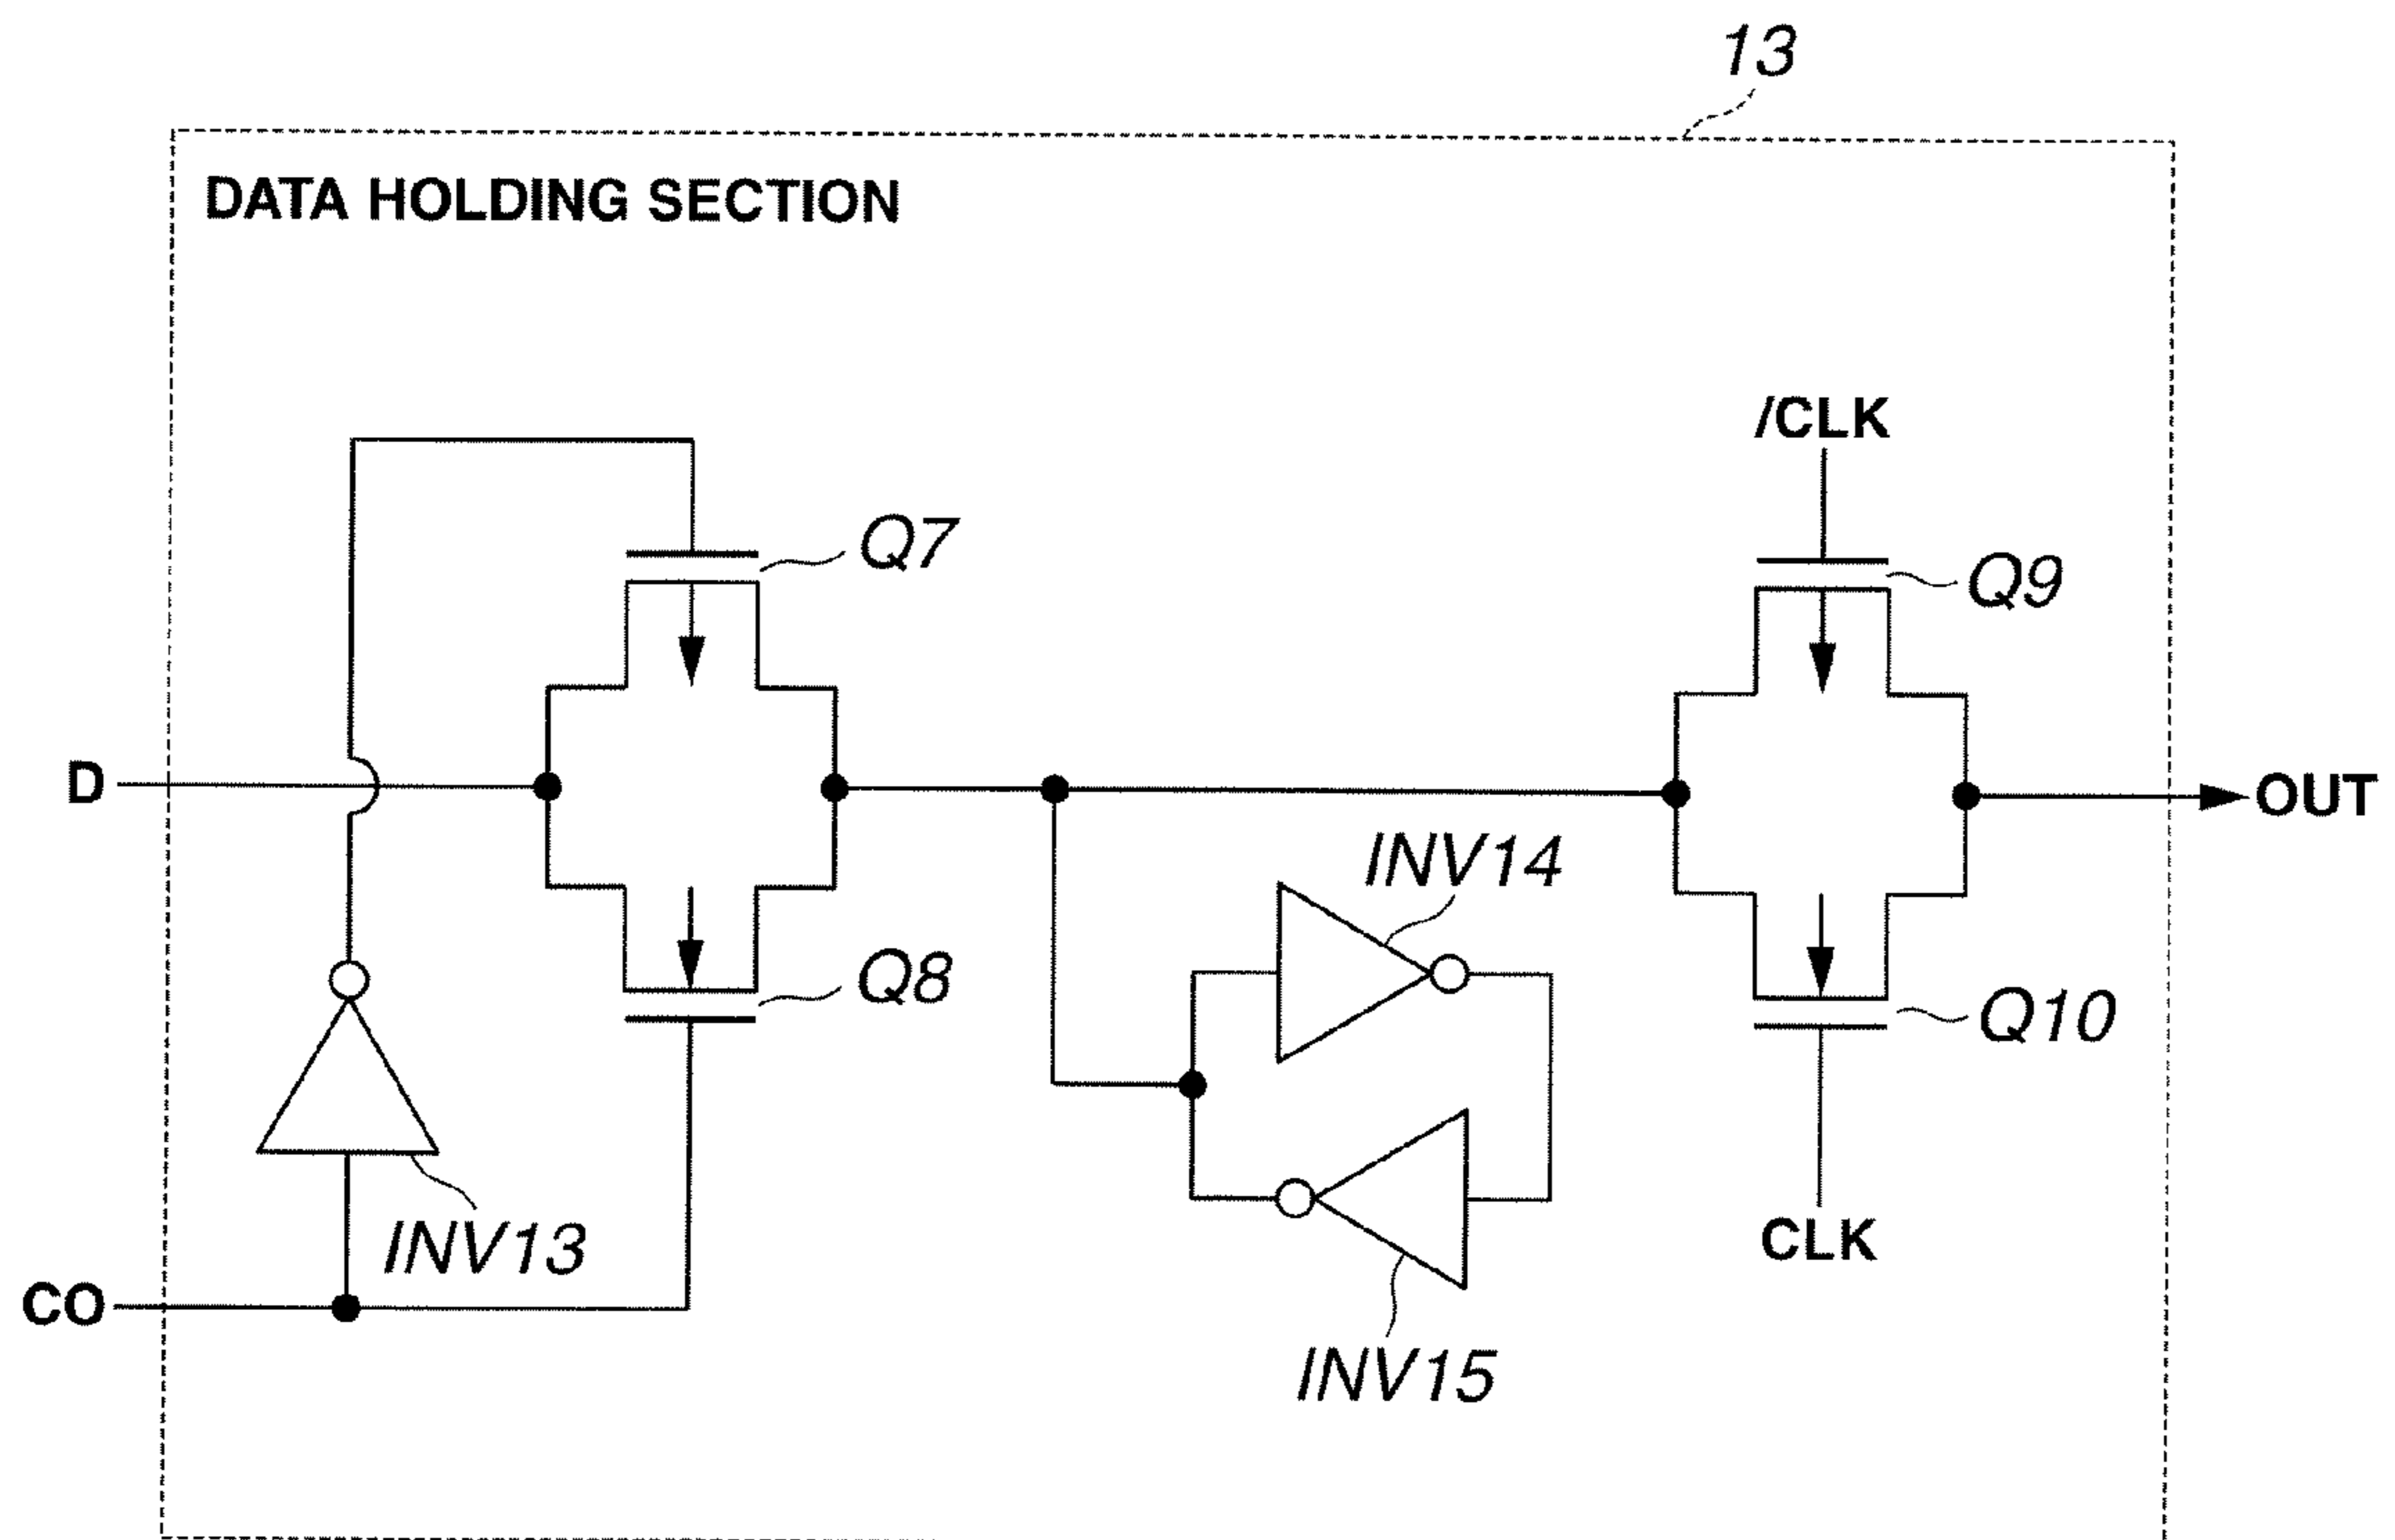 13
DATA HOLDING SECTION
/CLK
Q7
Q9
D
OUT
INV14
Q8
Q10
INV13
CLK
CO
INV15